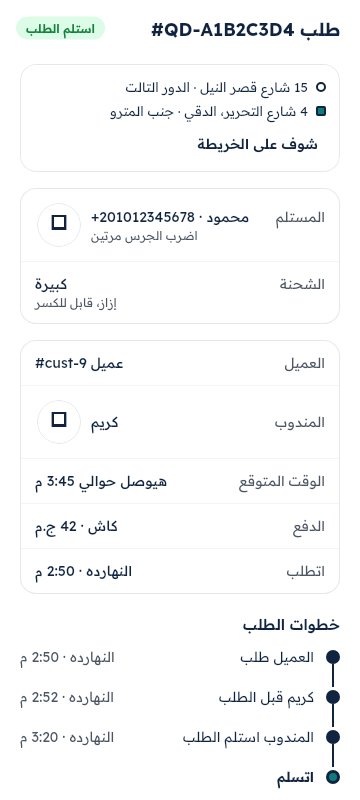 طلب #QD-A1B2C3D4
استلم الطلب
15 شارع قصر النيل · الدور التالت
4 شارع التحرير، الدقي · جنب المترو
شوف على الخريطة
المستلم
محمود · 201012345678+
اضرب الجرس مرتين
الشحنة
كبيرة
إزاز، قابل للكسر
العميل
عميل #cust-9
المندوب
كريم
الوقت المتوقع
هيوصل حوالي 3:45 م
الدفع
كاش · 42 ج.م
اتطلب
النهارده · 2:50 م
خطوات الطلب
العميل طلب
النهارده · 2:50 م
كريم قبل الطلب
النهارده · 2:52 م
المندوب استلم الطلب
النهارده · 3:20 م
اتسلم